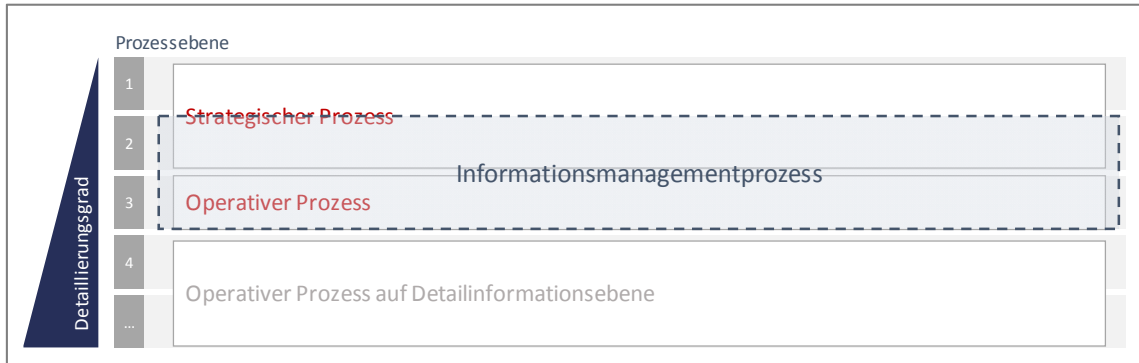 Prozessebene
1
Strategischer Prozess
2
Informationsmanagementprozess
3
Operativer Prozess
4
Operativer Prozess auf Detailinformationsebene
...
Detaillierungsgrad